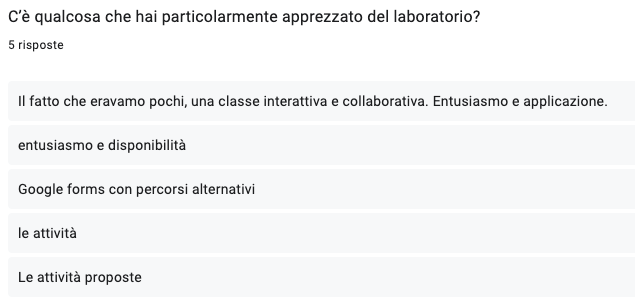 C’è qualcosa che hai particolarmente apprezzato del laboratorio?
5 risposte
Il fatto che eravamo pochi, una classe interattiva e collaborativa. Entusiasmo e applicazione.
entusiasmo e disponibilità
Google forms con percorsi alternativi
le attività
Le attività proposte